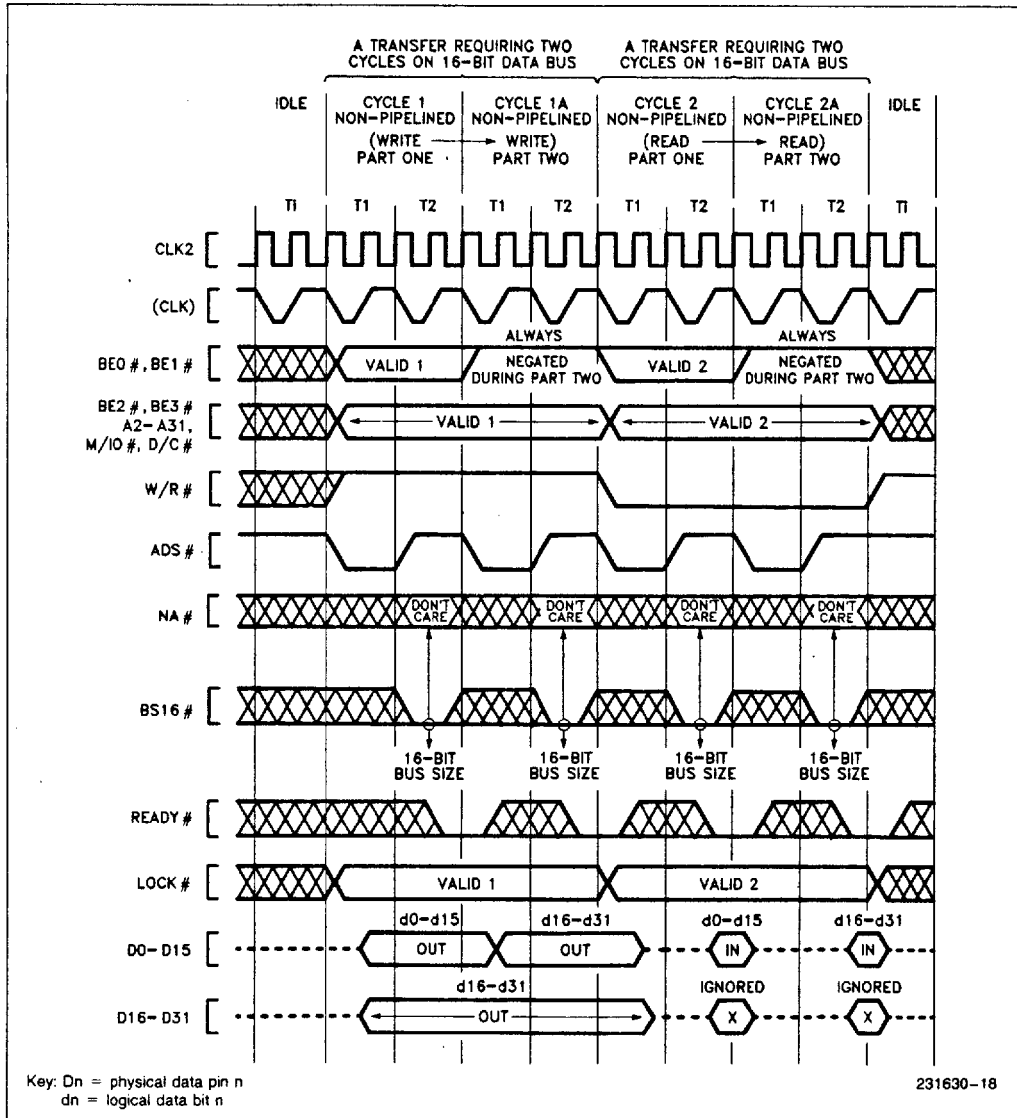 A TRANSFER REQUIRING TWO CYCLES ON 16-BIT DATA BUS
A TRANSFER REQUIRING TWO CYCLES ON 16-BIT DATA BUS
IDLE
CYCLE 1 NON-PIPELINED (WRITE PART ONE
CYCLE 1A NON-PIPELINED WRITE) PART TWO
CYCLE 2 NON-PIPELINED (READ PART ONE
CYCLE 2A NON-PIPELINED READ) PART TWO
IDLE
Ti T1 T2 T1 T2 T1 T2 T1 T2 Ti
CLK2
(CLK)
ALWAYS ALWAYS
BE0 #, BE1 # VALID 1 NEGATED DURING PART TWO VALID 2 NEGATED DURING PART TWO
BE2 #, BE3 #
A2-A31, VALID 1 VALID 2
M/IO #, D/C #
W/R #
ADS #
NA # DON'T CARE DON'T CARE DON'T CARE DON'T CARE
BS16 #
16-BIT BUS SIZE 16-BIT BUS SIZE 16-BIT BUS SIZE 16-BIT BUS SIZE
READY #
LOCK # VALID 1 VALID 2
d0-d15 d16-d31 d0-d15 d16-d31
D0-D15 OUT OUT IN IN
d16-d31 IGNORED IGNORED
D16-D31 OUT X X
Key: Dn = physical data pin n
dn = logical data bit n
231630-18